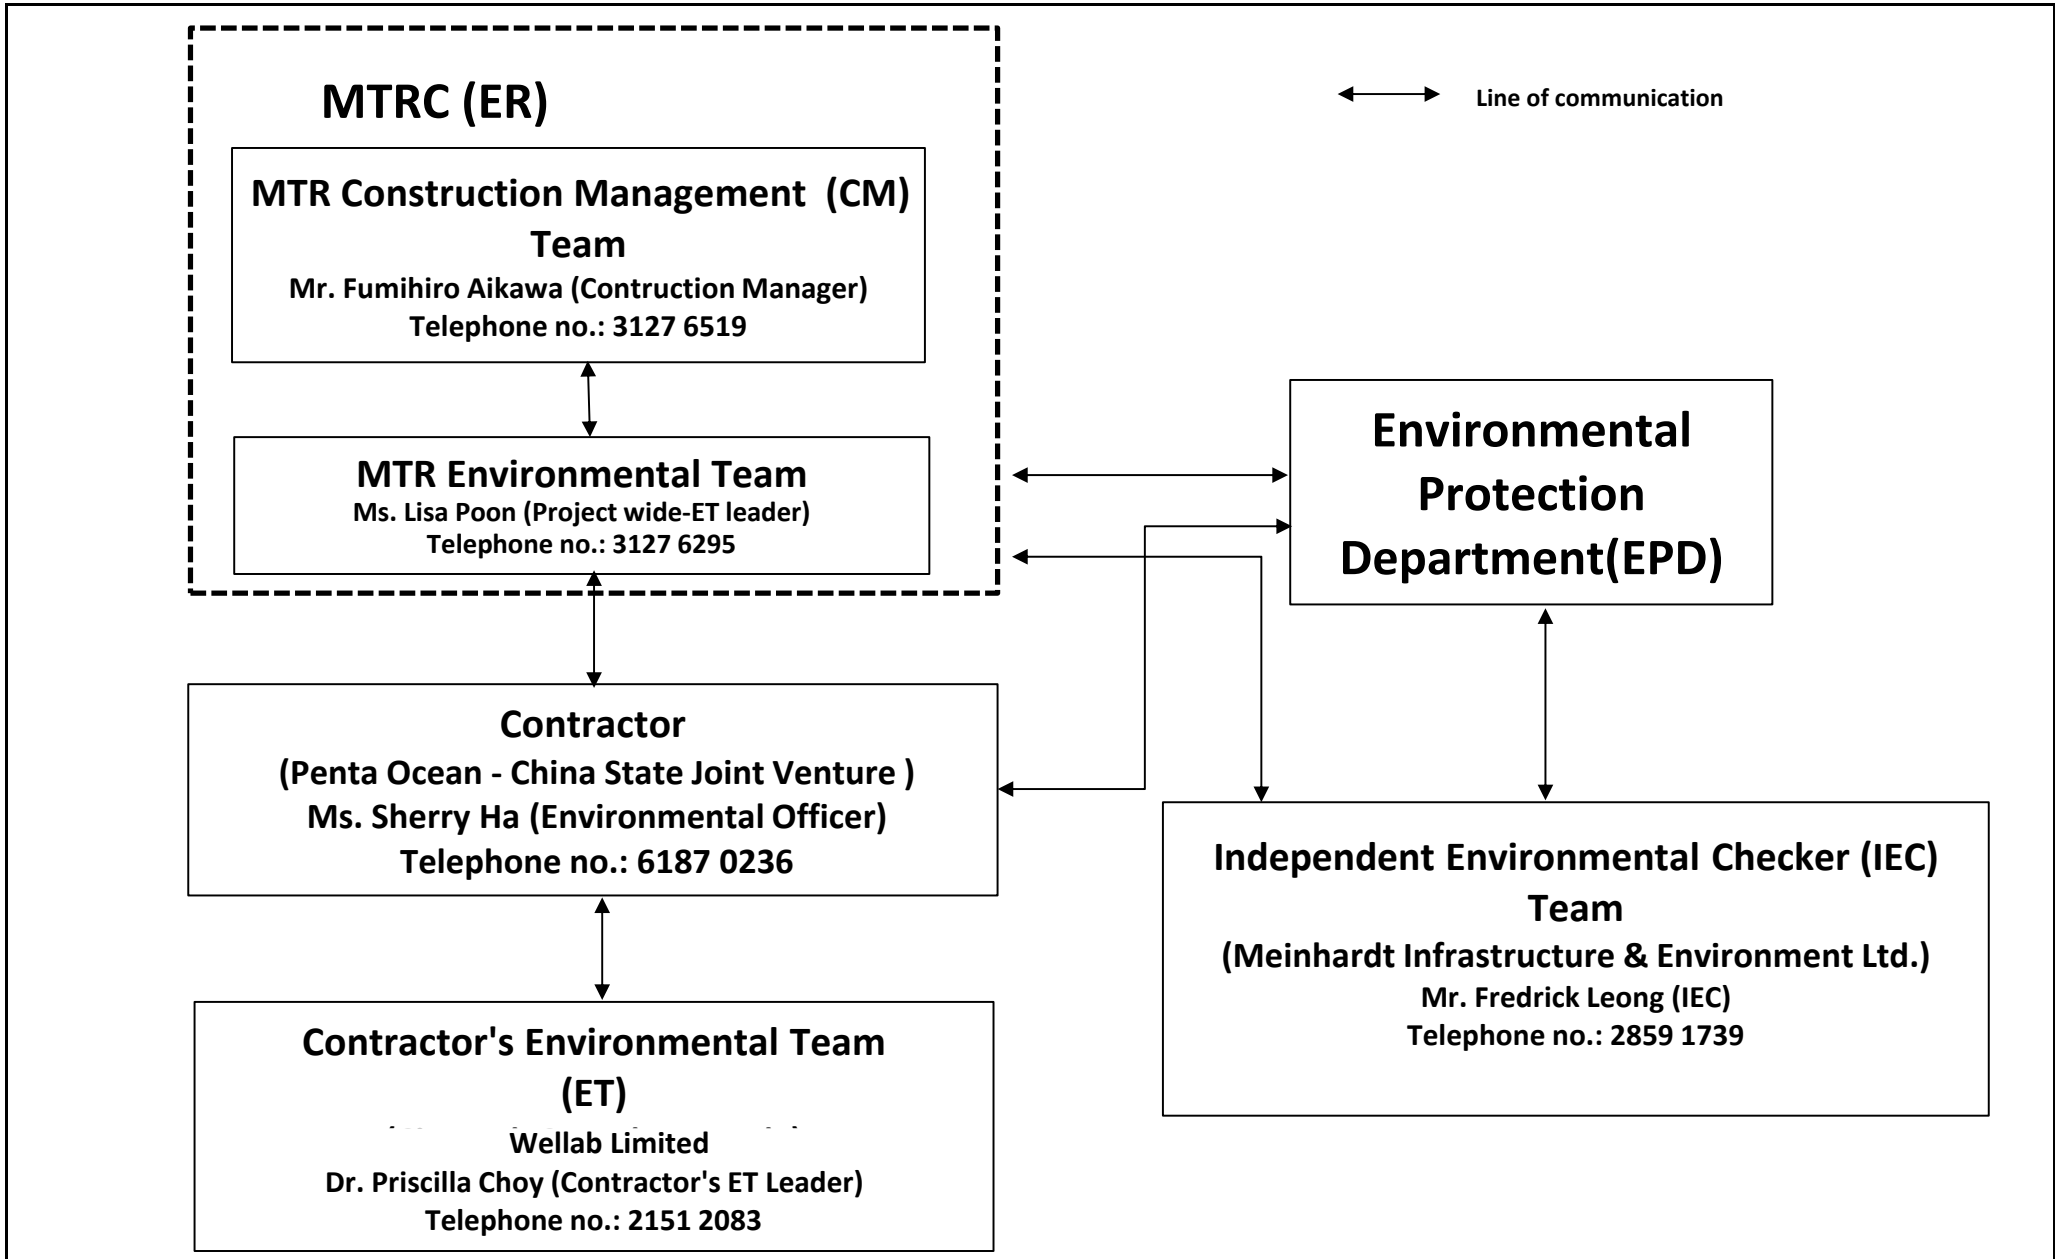 MTRC (ER)
Line of communication
MTR Construction Management (CM)
Team
Mr. Fumihiro Aikawa (Contruction Manager)
Telephone no.: 3127 6519
MTR Environmental Team
Ms. Lisa Poon (Project wide-ET leader)
Telephone no.: 3127 6295
Environmental
Protection
Department(EPD)
Contractor
(Penta Ocean - China State Joint Venture )
Ms. Sherry Ha (Environmental Officer)
Telephone no.: 6187 0236
Independent Environmental Checker (IEC)
Team
(Meinhardt Infrastructure & Environment Ltd.)
Mr. Fredrick Leong (IEC)
Telephone no.: 2859 1739
Contractor's Environmental Team
(ET)
Wellab Limited
Dr. Priscilla Choy (Contractor's ET Leader)
Telephone no.: 2151 2083